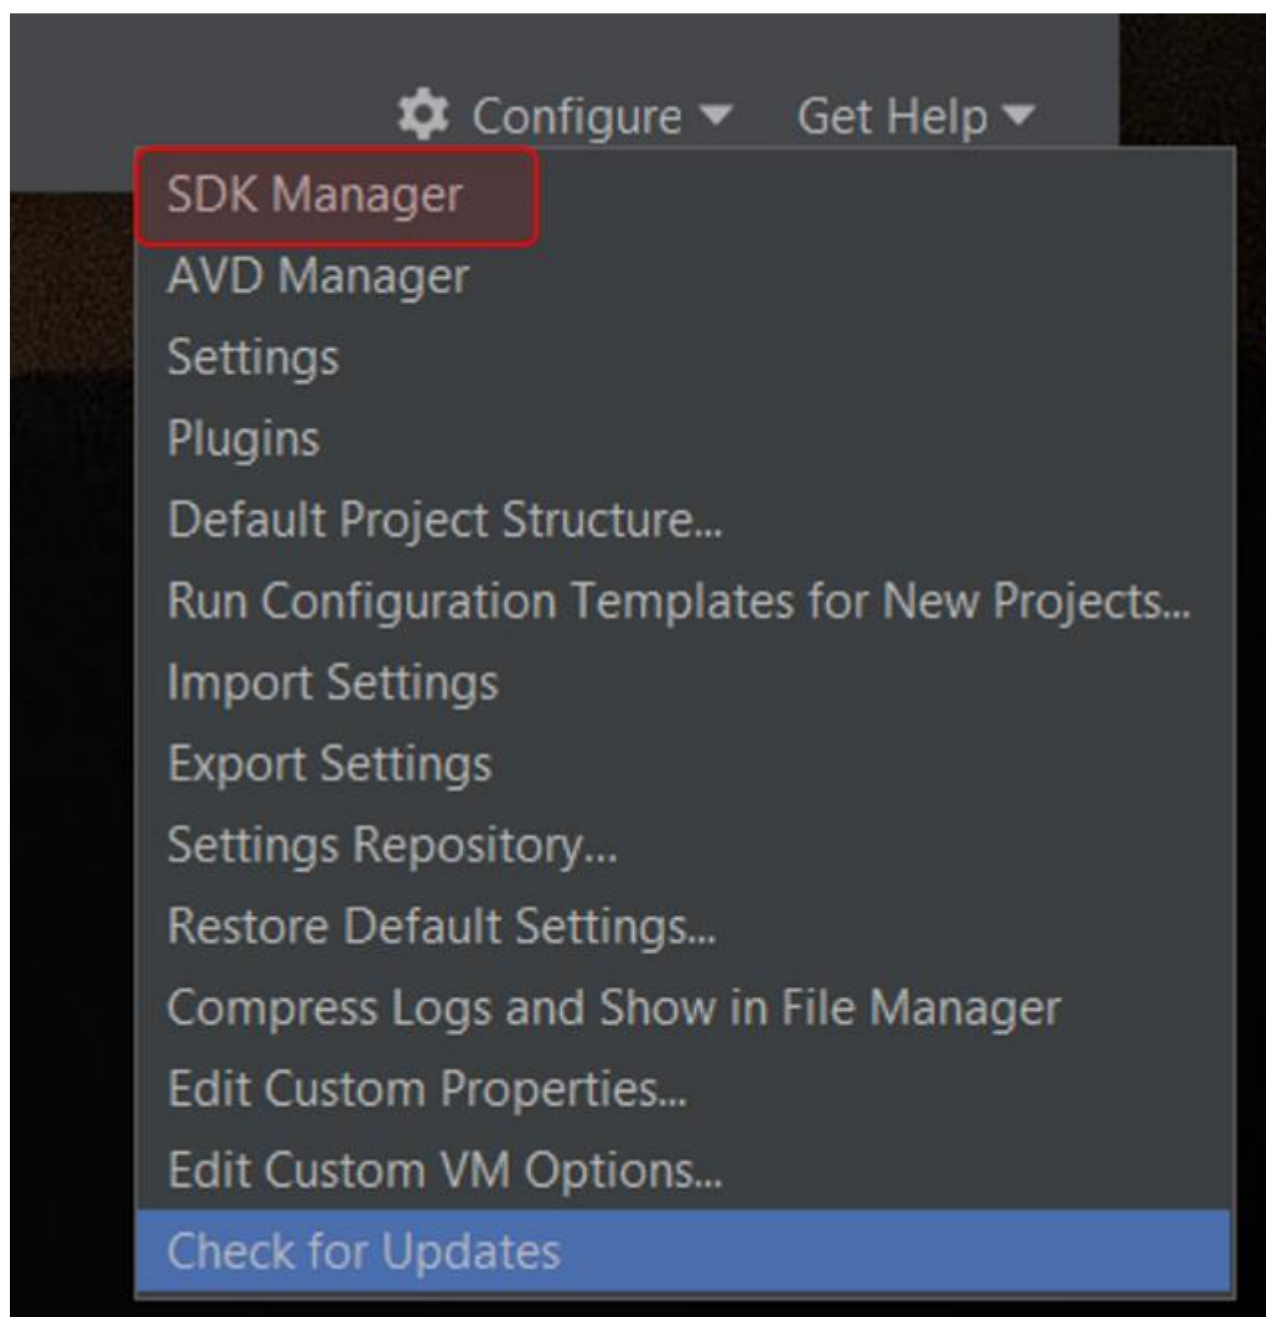 Configure Get Help
SDK Manager
AVD Manager
Settings
Plugins
Default Project Structure...
Run Configuration Templates for New Projects...
Import Settings
Export Settings
Settings Repository...
Restore Default Settings...
Compress Logs and Show in File Manager
Edit Custom Properties...
Edit Custom VM Options...
Check for Updates